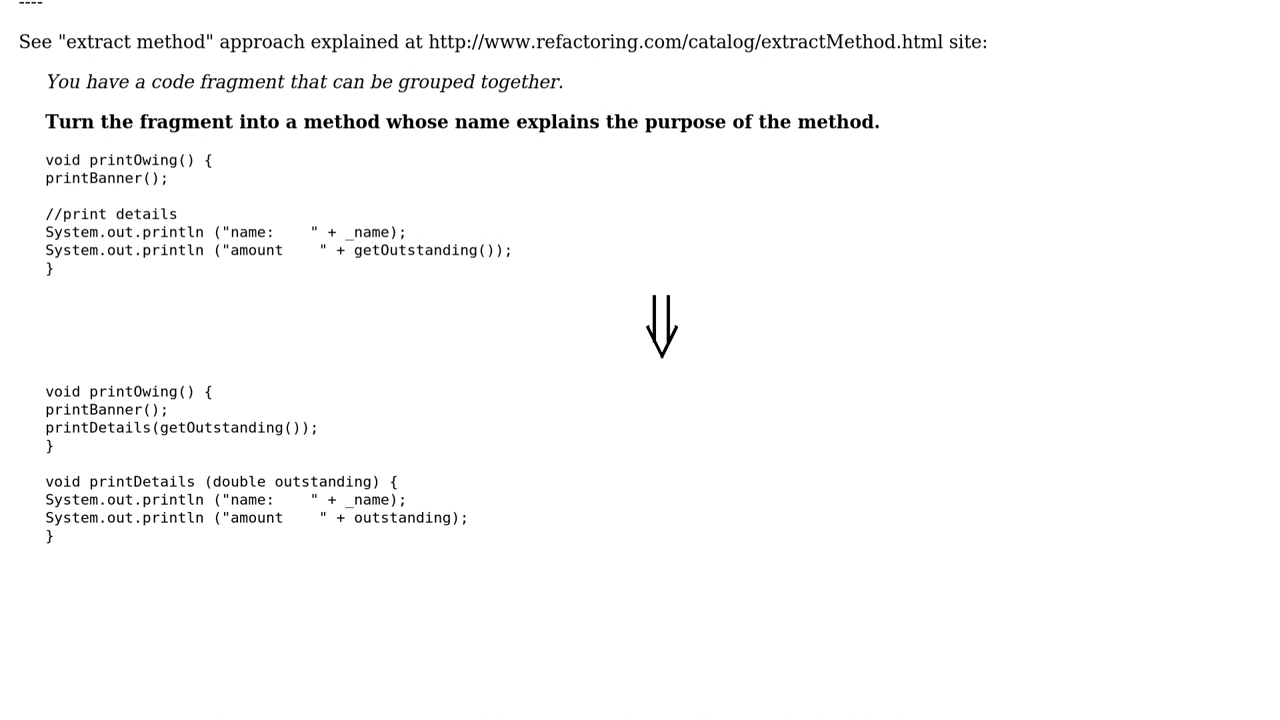 ----
See "extract method" approach explained at http://www.refactoring.com/catalog/extractMethod.html site:
You have a code fragment that can be grouped together.
Turn the fragment into a method whose name explains the purpose of the method.
void printOwing() {
printBanner();
//print details
System.out.println ("name:    " + _name);
System.out.println ("amount    " + getOutstanding());
}
void printOwing() {
printBanner();
printDetails(getOutstanding());
}
void printDetails (double outstanding) {
System.out.println ("name:    " + _name);
System.out.println ("amount    " + outstanding);
}